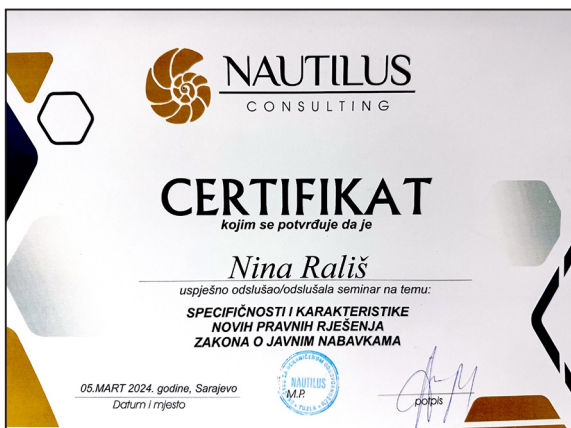 NAUTILUS
CONSULTING
CERTIFIKAT
kojim se potvrđuje da je
Nina Rališ
uspješno odslušao/odslušala seminar na temu:
SPECIFIČNOSTI I KARAKTERISTIKE
NOVIH PRAVNIH RJEŠENJA
ZAKONA O JAVNIM NABAVKAMA
05.MART 2024. godine, Sarajevo
Datum i mjesto
NAUTILUS
M.P.
TUZLA
potpis